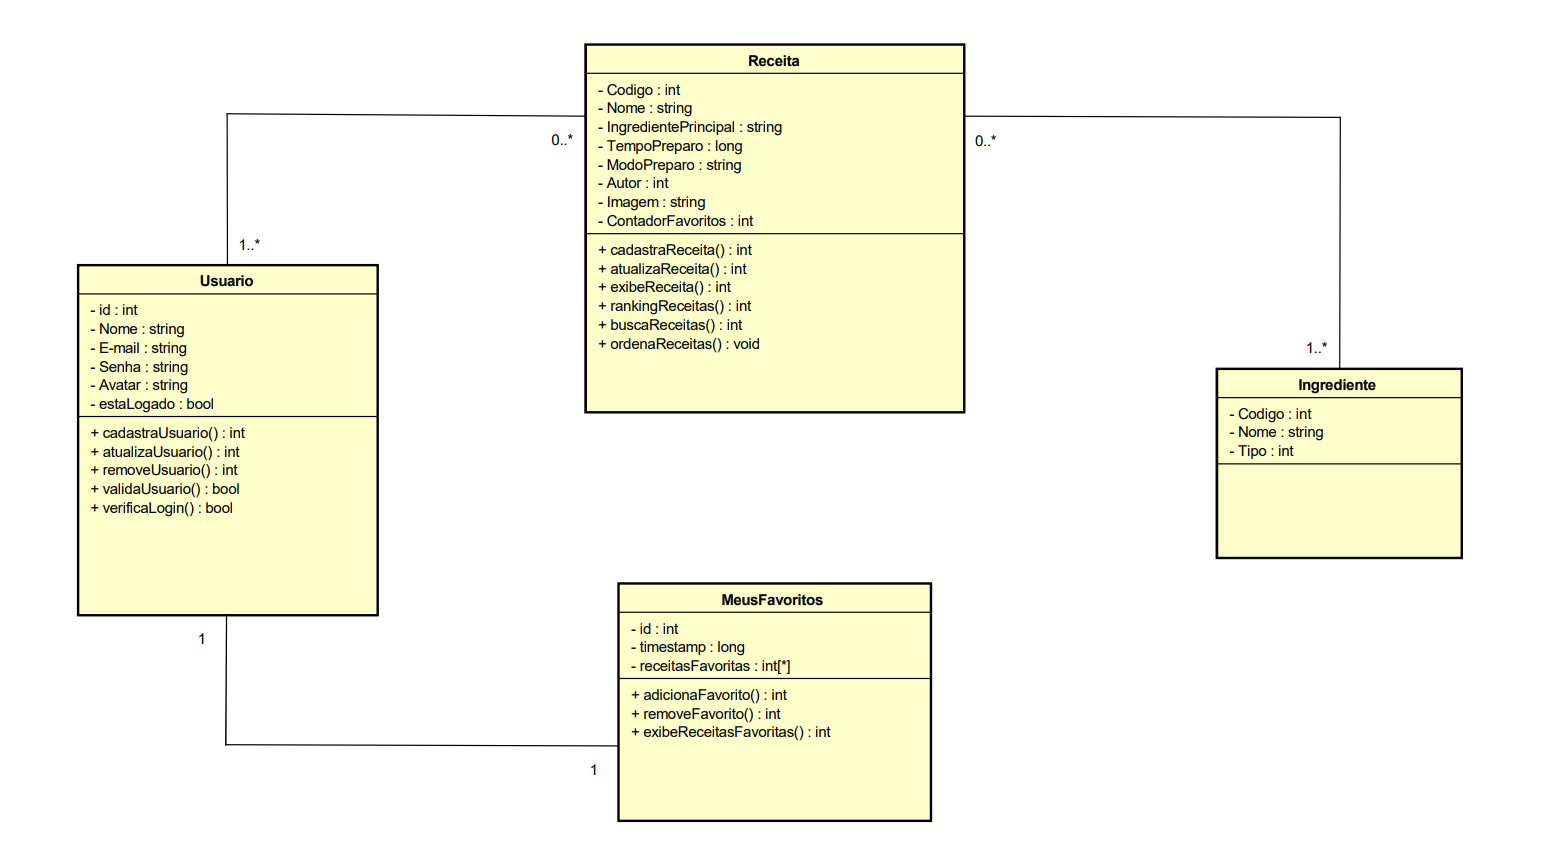 Receita
- Codigo : int
- Nome : string
- IngredientePrincipal : string
- TempoPreparo : long
- ModoPreparo : string
- Autor : int
- Imagem : string
- ContadorFavoritos : int
+ cadastraReceita() : int
+ atualizaReceita() : int
+ exibeReceita() : int
+ rankingReceitas() : int
+ buscaReceitas() : int
+ ordenaReceitas() : void
0..*
0..*
1..*
Usuario
- id : int
- Nome : string
- E-mail : string
- Senha : string
- Avatar : string
- estaLogado : bool
+ cadastraUsuario() : int
+ atualizaUsuario() : int
+ removeUsuario() : int
+ validaUsuario() : bool
+ verificaLogin() : bool
1..*
Ingrediente
- Codigo : int
- Nome : string
- Tipo : int
1
MeusFavoritos
- id : int
- timestamp : long
- receitasFavoritas : int[*]
+ adicionaFavorito() : int
+ removeFavorito() : int
+ exibeReceitasFavoritas() : int
1